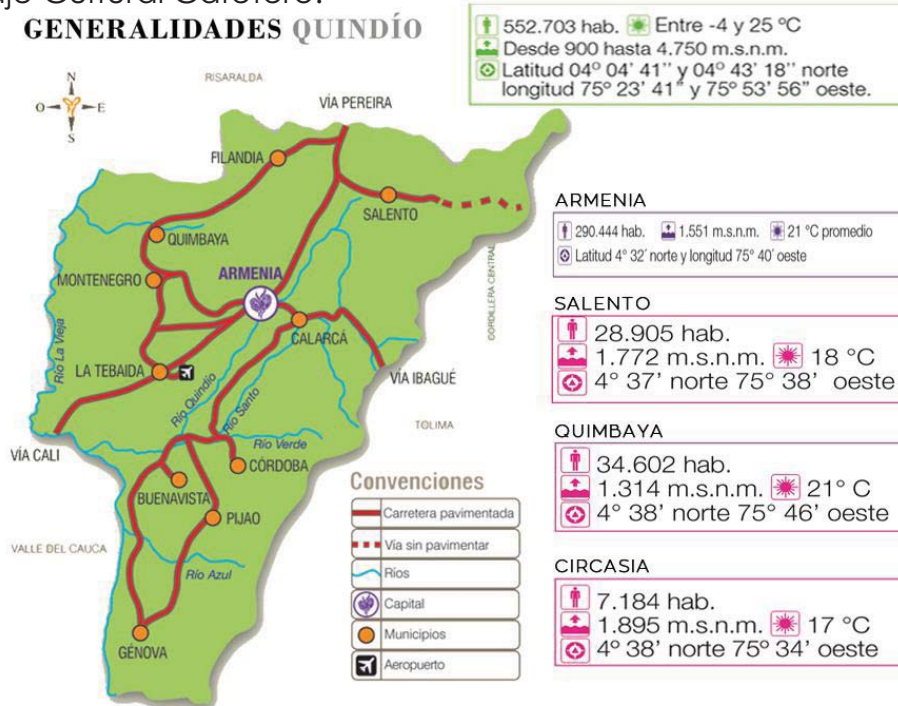 GENERALIDADES QUINDÍO
552.703 hab. Entre -4 y 25 °C
Desde 900 hasta 4.750 m.s.n.m.
Latitud 04º 04' 41'' y 04º 43' 18'' norte
longitud 75º 23' 41'' y 75º 53' 56'' oeste.
N
O E
S
RISARALDA
VÍA PEREIRA
FILANDIA
SALENTO
QUIMBAYA
ARMENIA
MONTENEGRO
CORDILLERA CENTRAL
CALARCÁ
Río La Vieja
LA TEBAIDA
VÍA IBAGUÉ
Río Quindío
Río Santo
TOLIMA
VÍA CALI
Río Verde
CÓRDOBA
BUENAVISTA
PIJAO
VALLE DEL CAUCA
Río Azul
GÉNOVA
Convenciones
Carretera pavimentada
Vía sin pavimentar
Ríos
Capital
Municipios
Aeropuerto
ARMENIA
290.444 hab. 1.551 m.s.n.m. 21 °C promedio
Latitud 4° 32' norte y longitud 75° 40' oeste
SALENTO
28.905 hab.
1.772 m.s.n.m. 18 °C
4° 37' norte 75° 38' oeste
QUIMBAYA
34.602 hab.
1.314 m.s.n.m. 21° C
4° 38' norte 75° 46' oeste
CIRCASIA
7.184 hab.
1.895 m.s.n.m. 17 °C
4º 38' norte 75º 34' oeste